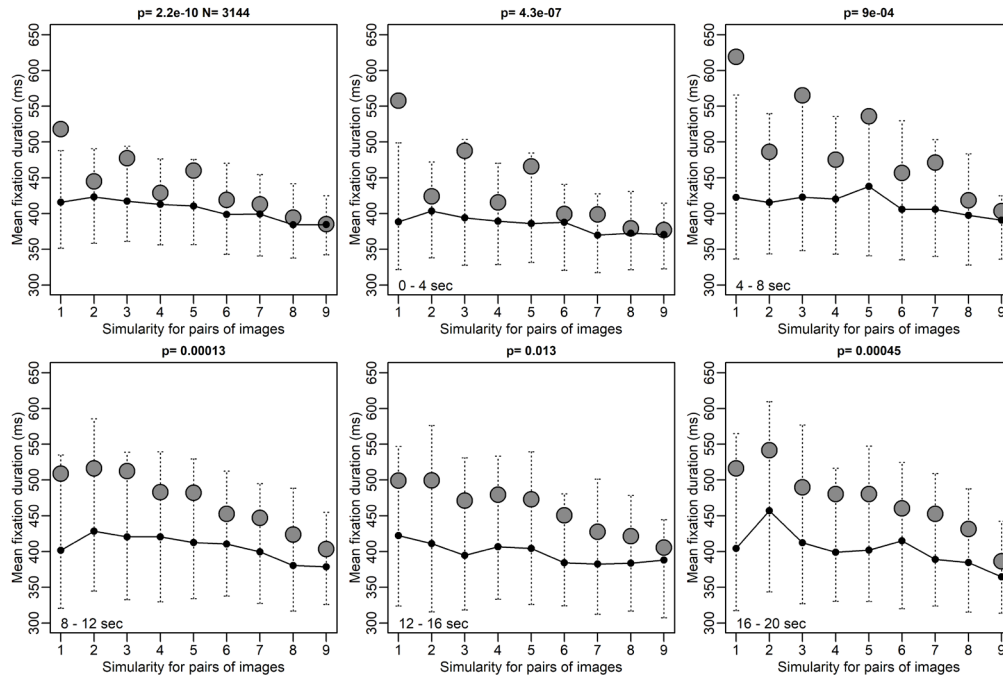 p= 2.2e-10 N= 3144
Mean fixation duration (ms)
300 350 400 450 500 550 600 650
1 2 3 4 5 6 7 8 9
Simularity for pairs of images
p= 4.3e-07
Mean fixation duration (ms)
300 350 400 450 500 550 600 650
0 - 4 sec
1 2 3 4 5 6 7 8 9
Simularity for pairs of images
p= 9e-04
Mean fixation duration (ms)
300 350 400 450 500 550 600 650
4 - 8 sec
1 2 3 4 5 6 7 8 9
Simularity for pairs of images
p= 0.00013
Mean fixation duration (ms)
300 350 400 450 500 550 600 650
8 - 12 sec
1 2 3 4 5 6 7 8 9
Simularity for pairs of images
p= 0.013
Mean fixation duration (ms)
300 350 400 450 500 550 600 650
12 - 16 sec
1 2 3 4 5 6 7 8 9
Simularity for pairs of images
p= 0.00045
Mean fixation duration (ms)
300 350 400 450 500 550 600 650
16 - 20 sec
1 2 3 4 5 6 7 8 9
Simularity for pairs of images